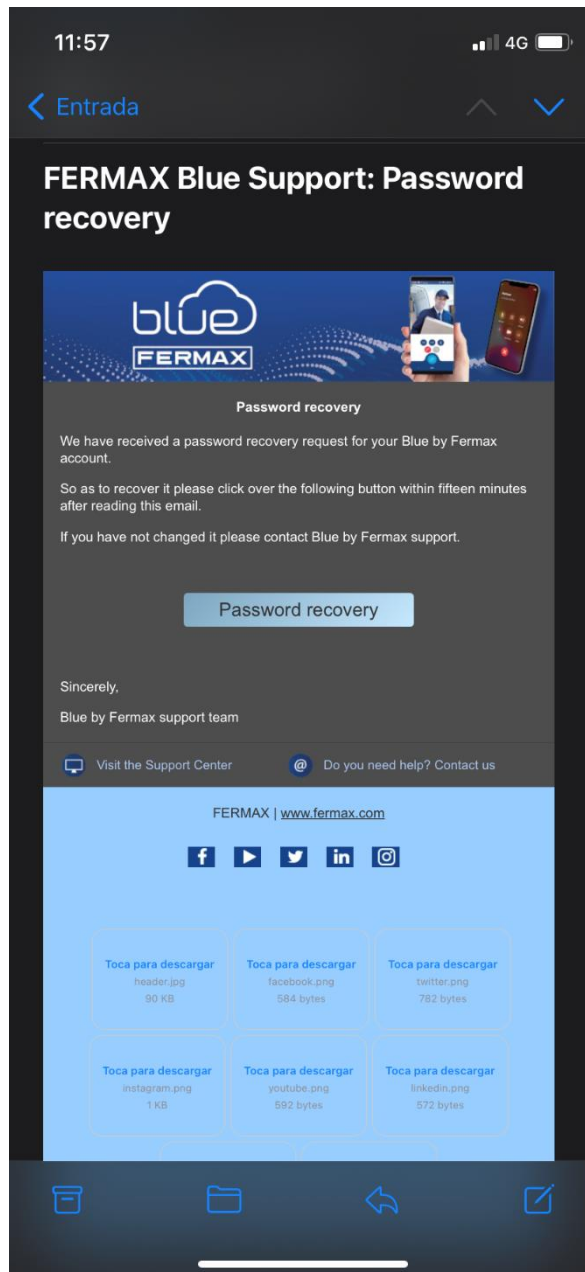 11:57
4G
Entrada
FERMAX Blue Support: Password
recovery
blue
FERMAX
Password recovery
We have received a password recovery request for your Blue by Fermax
account.
So as to recover it please click over the following button within fifteen minutes
after reading this email.
If you have not changed it please contact Blue by Fermax support.
Password recovery
Sincerely,
Blue by Fermax support team
Visit the Support Center
@ Do you need help? Contact us
FERMAX | www.fermax.com
f in
Toca para descargar Toca para descargar Toca para descargar
header.jpg facebook.png twitter.png
90 KB 584 bytes 782 bytes
Toca para descargar Toca para descargar Toca para descargar
instagram.png youtube.png linkedin.png
1 KB 592 bytes 572 bytes